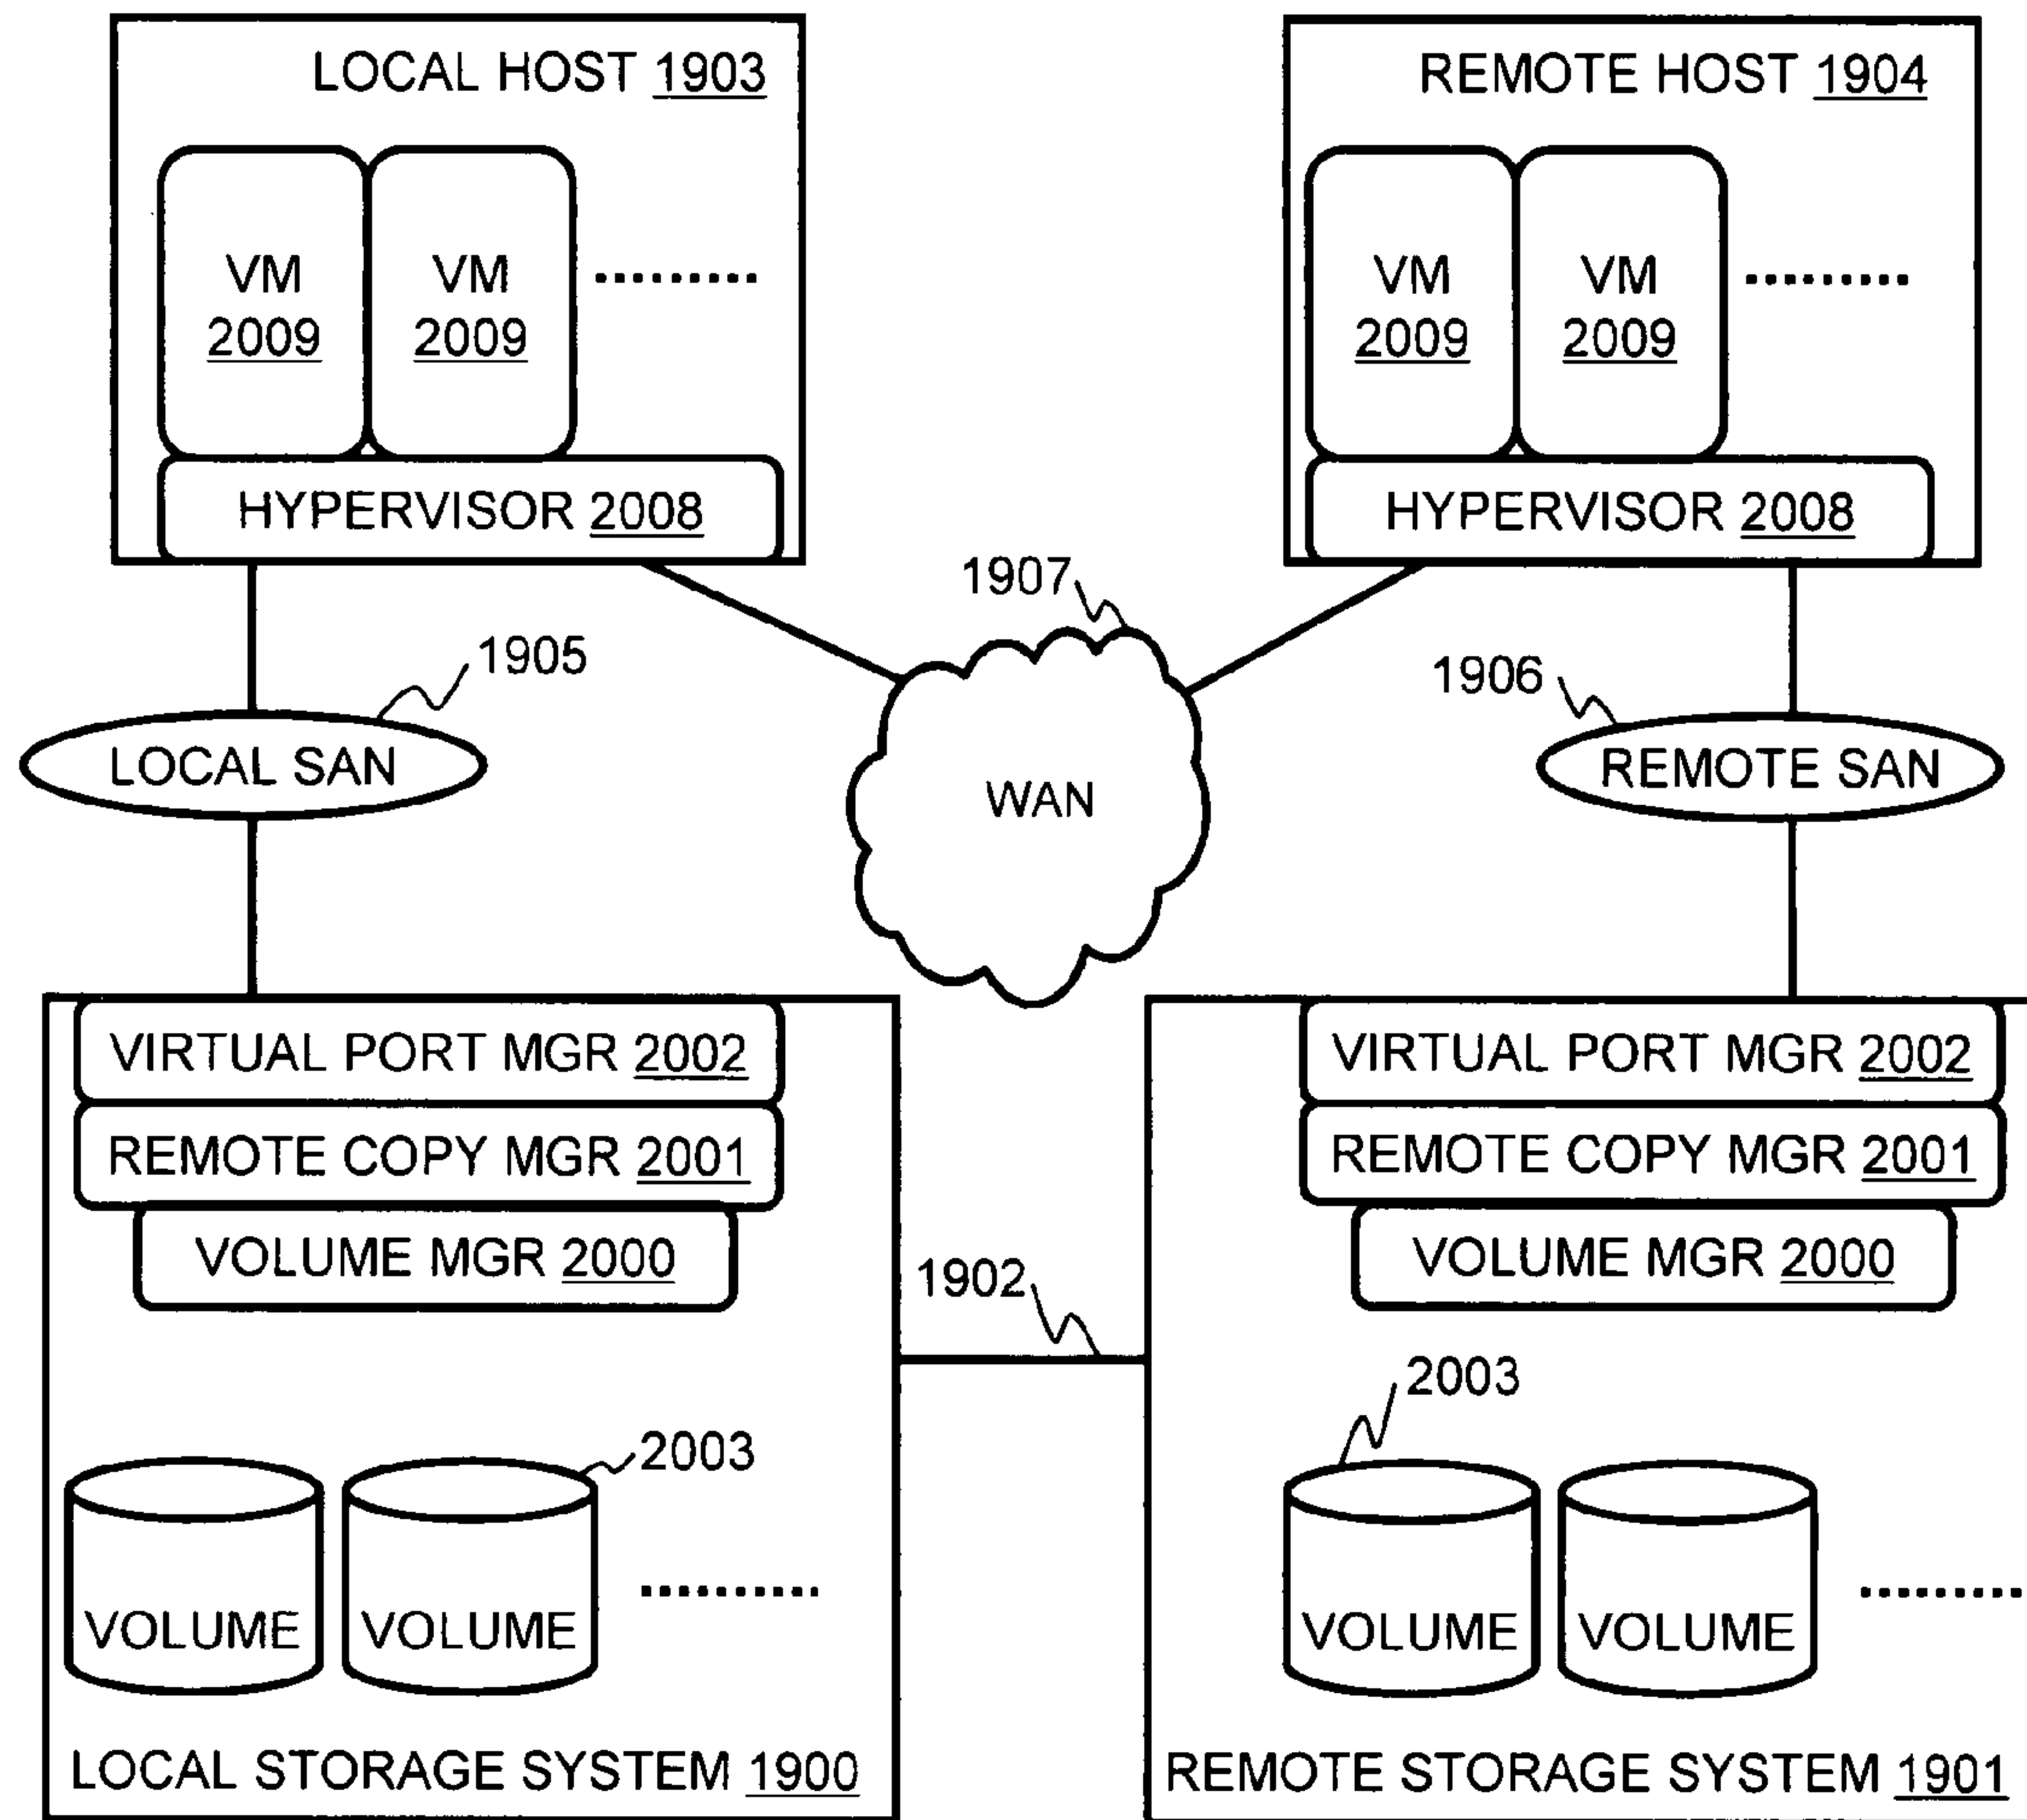 LOCAL HOST 1903
REMOTE HOST 1904
VM
2009
VM
2009
VM
2009
VM
2009
HYPERVISOR 2008
HYPERVISOR 2008
1907
1905
1906
LOCAL SAN
WAN
REMOTE SAN
VIRTUAL PORT MGR 2002
REMOTE COPY MGR 2001
VOLUME MGR 2000
VIRTUAL PORT MGR 2002
REMOTE COPY MGR 2001
VOLUME MGR 2000
1902
2003
2003
VOLUME
VOLUME
VOLUME
VOLUME
LOCAL STORAGE SYSTEM 1900
REMOTE STORAGE SYSTEM 1901